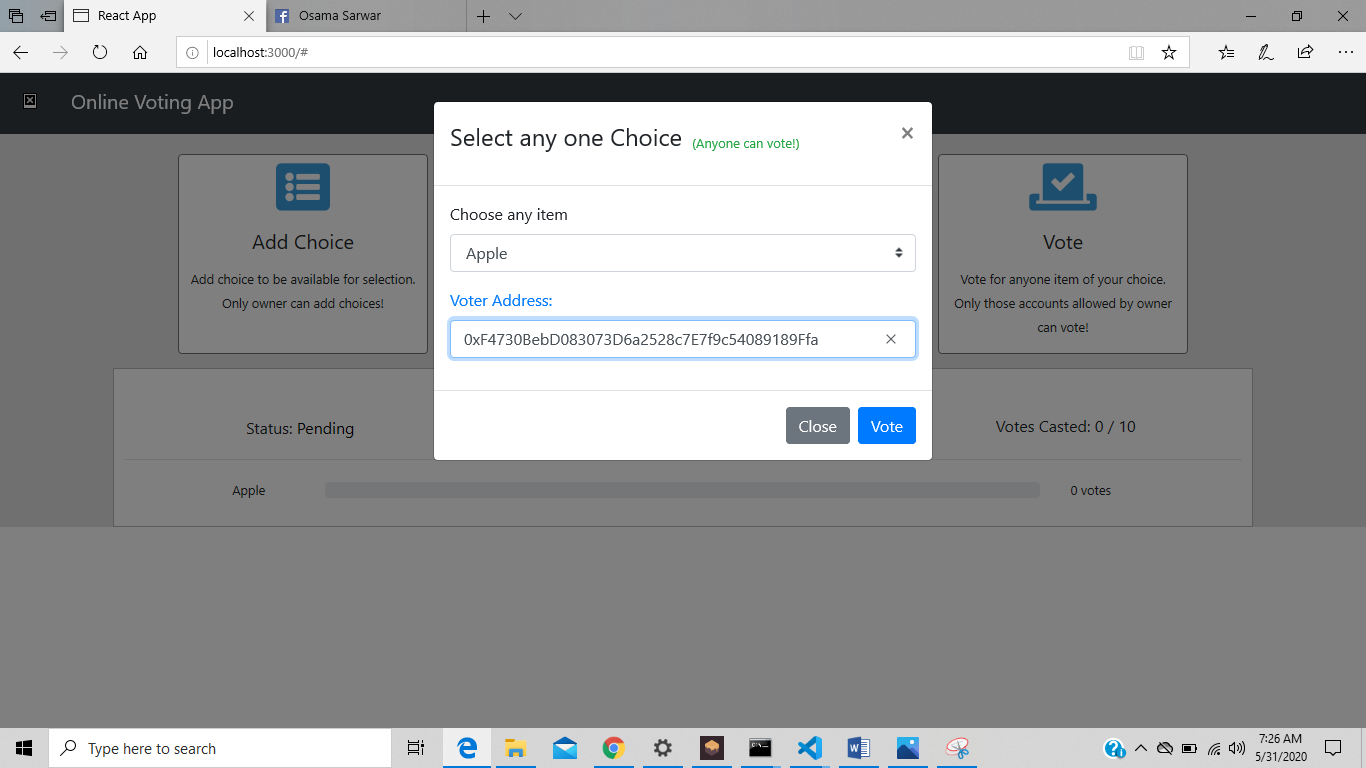 React App
Osama Sarwar
localhost:3000/#
Online Voting App
Select any one Choice (Anyone can vote!)
×
Choose any item
Apple
Voter Address:
0xF4730BebD083073D6a2528c7E7f9c54089189Ffa
Close
Vote
Add Choice
Add choice to be available for selection.
Only owner can add choices!
Vote
Vote for anyone item of your choice.
Only those accounts allowed by owner
can vote!
Status: Pending
Votes Casted: 0 / 10
Apple
0 votes
Type here to search
7:26 AM
5/31/2020